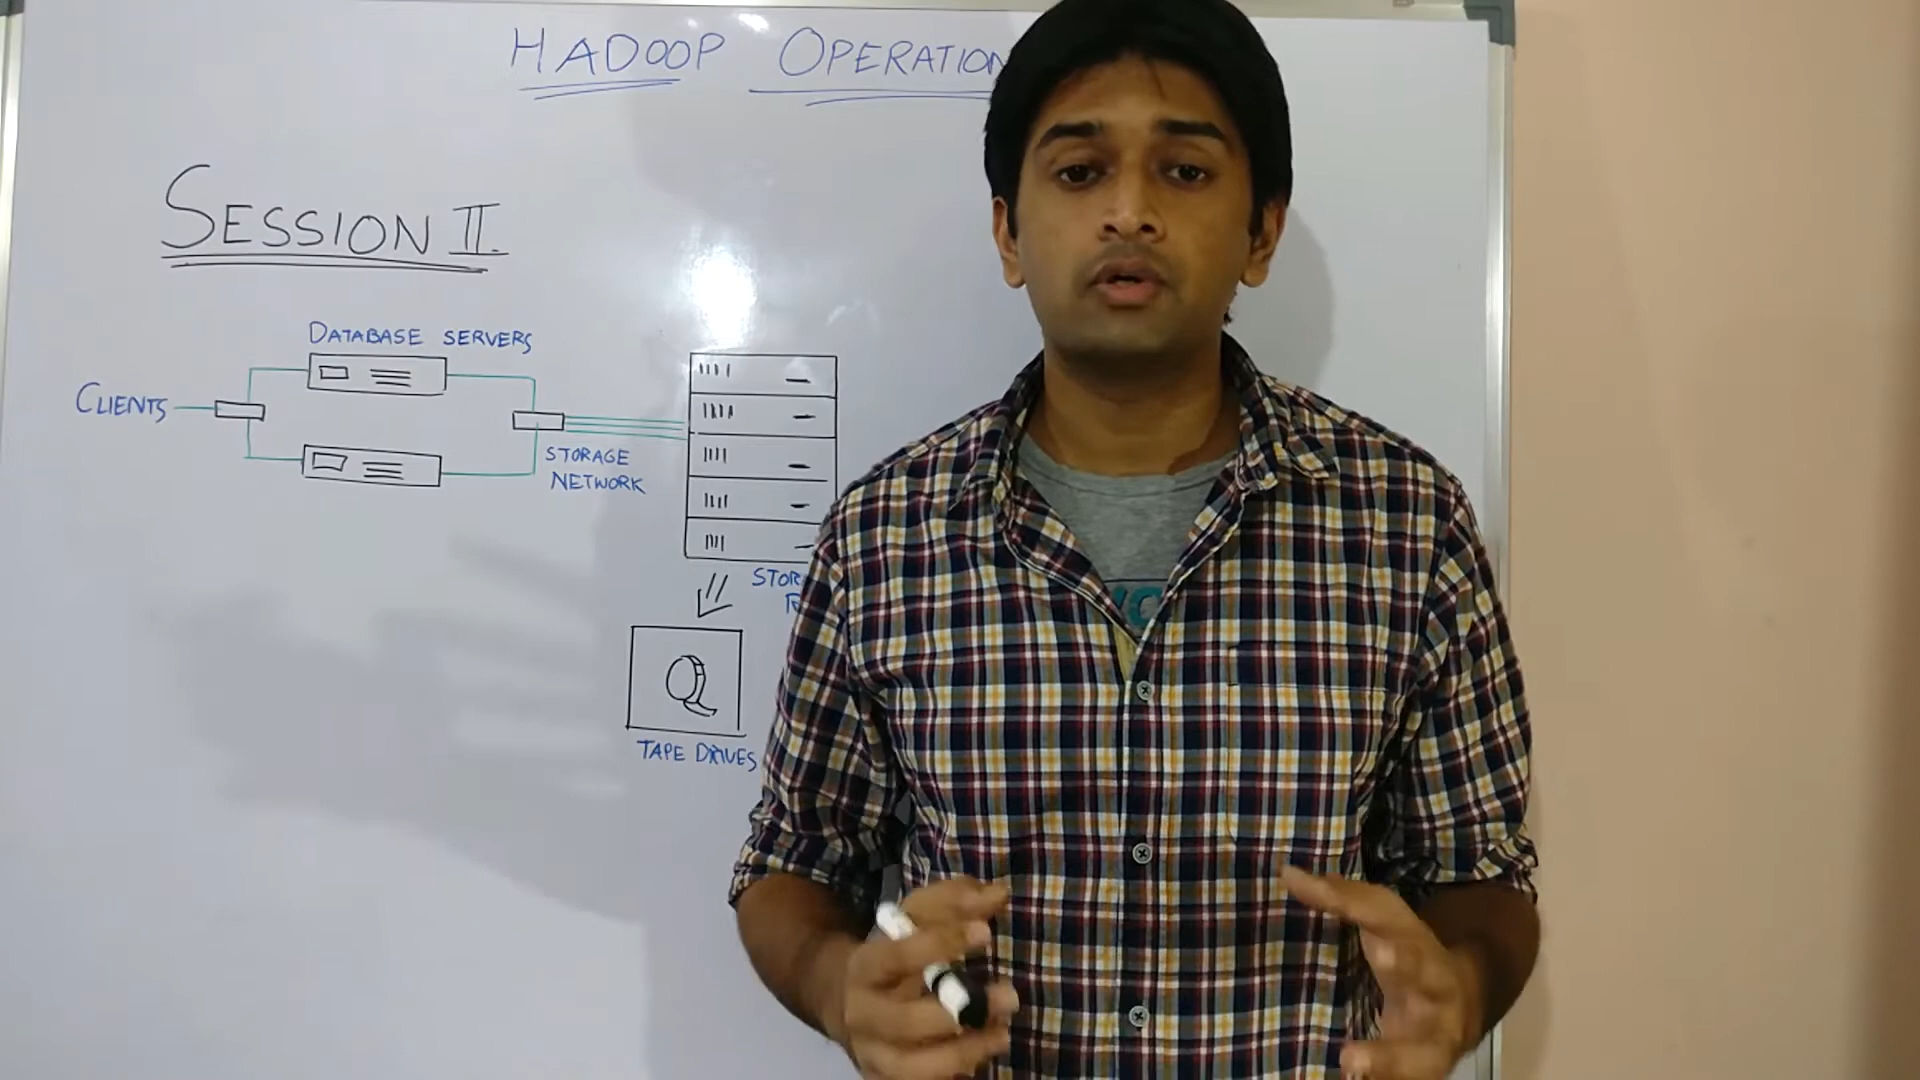 HADOOP OPERATION
SESSION II.
DATABASE SERVERS
CLIENTS
STORAGE
NETWORK
TAPE DRIVES